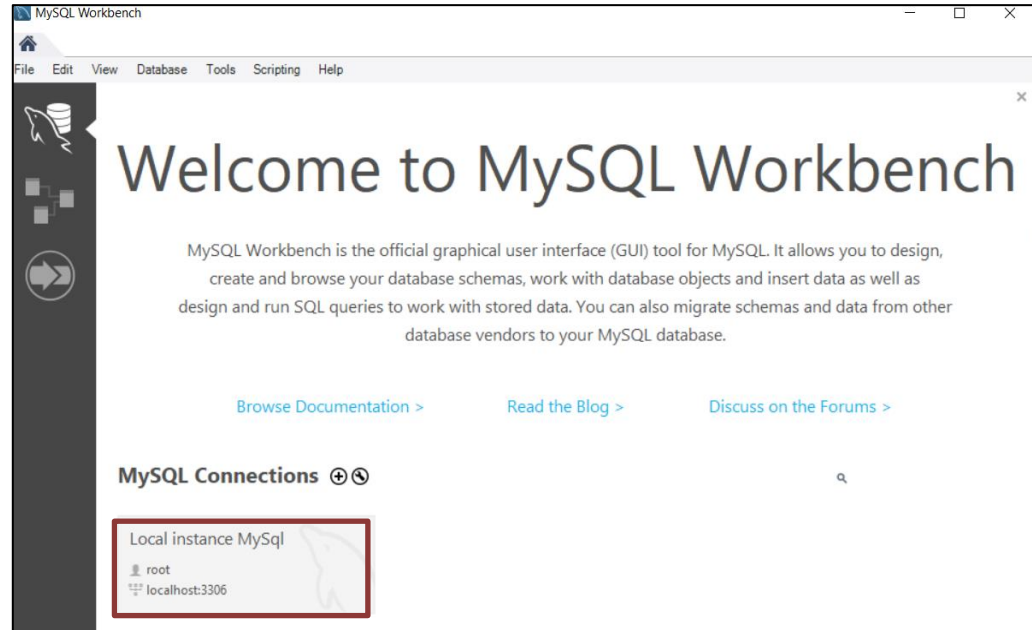 MySQL Workbench
File Edit View Database Tools Scripting Help
Welcome to MySQL Workbench
MySQL Workbench is the official graphical user interface (GUI) tool for MySQL. It allows you to design,
create and browse your database schemas, work with database objects and insert data as well as
design and run SQL queries to work with stored data. You can also migrate schemas and data from other
database vendors to your MySQL database.
Browse Documentation > Read the Blog > Discuss on the Forums >
MySQL Connections
Local instance MySql
root
localhost:3306